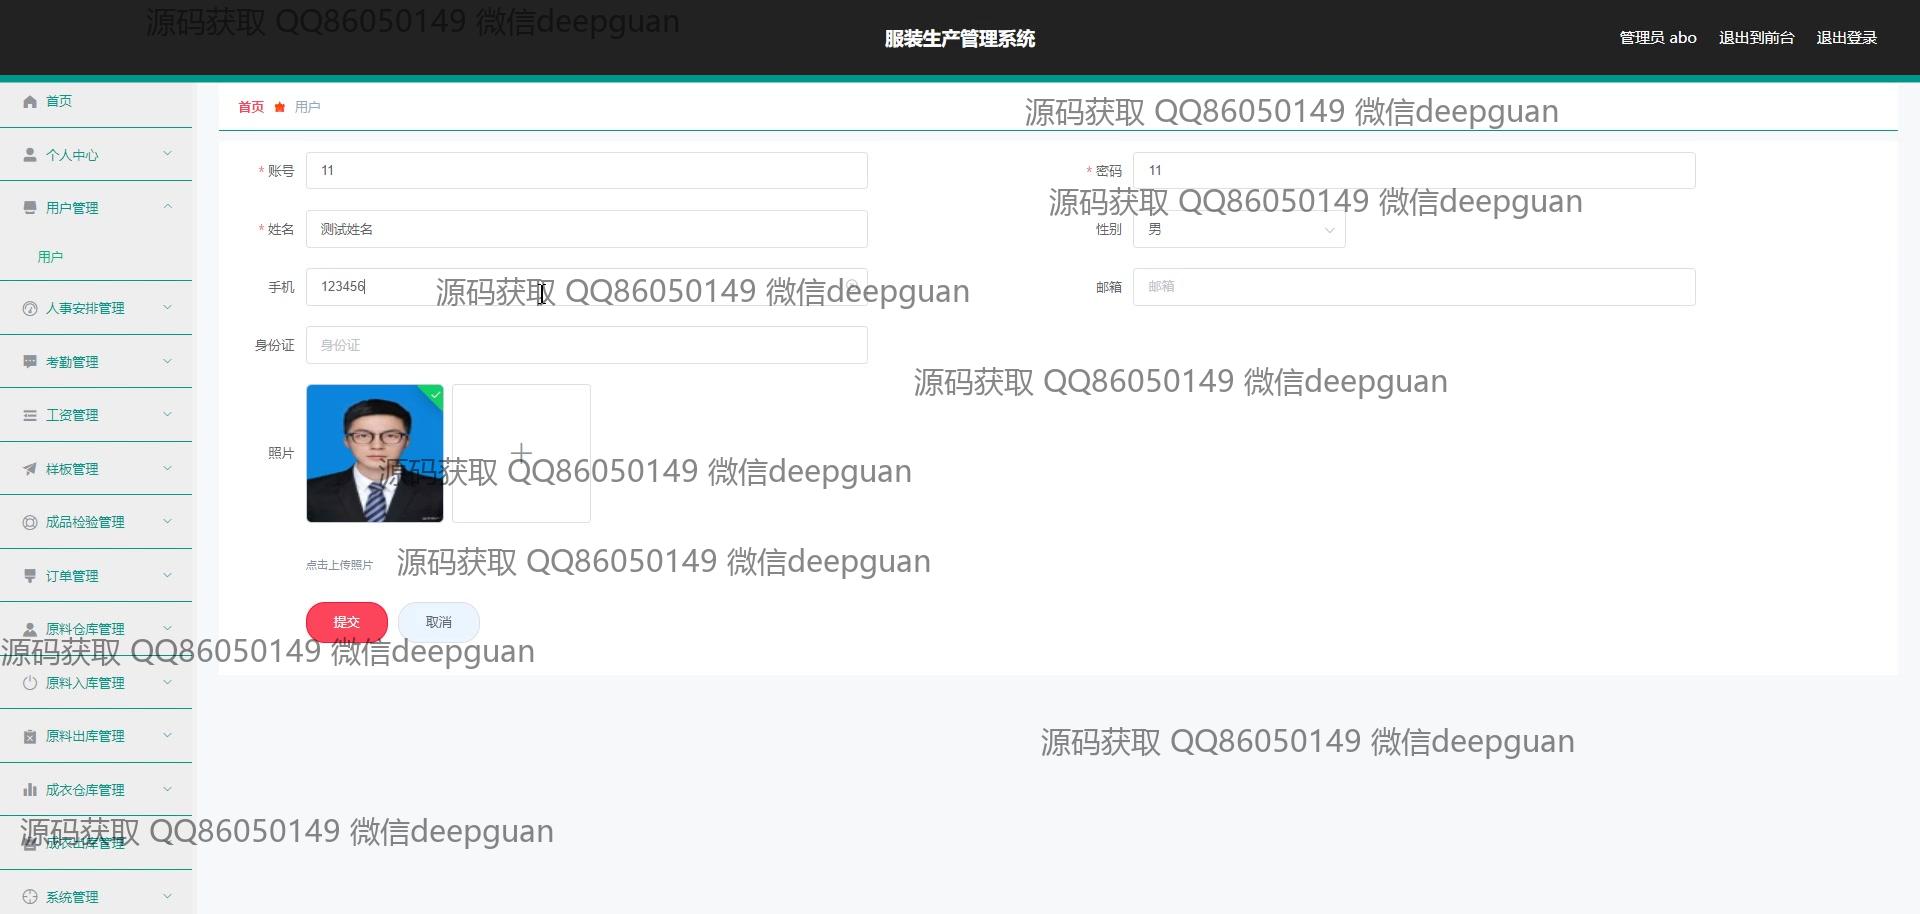 源码获取 QQ86050149 微信deepguan
服装生产管理系统
管理员 abo 退出到前台 退出登录
首页
个人中心
用户管理
用户
人事安排管理
考勤管理
工资管理
样板管理
成品检验管理
订单管理
原料仓库管理
源码获取 QQ86050149 微信deepguan
原料入库管理
原料出库管理
成衣仓库管理
源码获取 QQ86050149 微信deepguan
成衣出库管理
系统管理
首页 用户
源码获取 QQ86050149 微信deepguan
* 账号 11
* 密码 11
源码获取 QQ86050149 微信deepguan
* 姓名 测试姓名
性别 男
手机 123456
源码获取 QQ86050149 微信deepguan
邮箱 邮箱
身份证 身份证
源码获取 QQ86050149 微信deepguan
照片
源码获取 QQ86050149 微信deepguan
点击上传照片
源码获取 QQ86050149 微信deepguan
提交 取消
源码获取 QQ86050149 微信deepguan